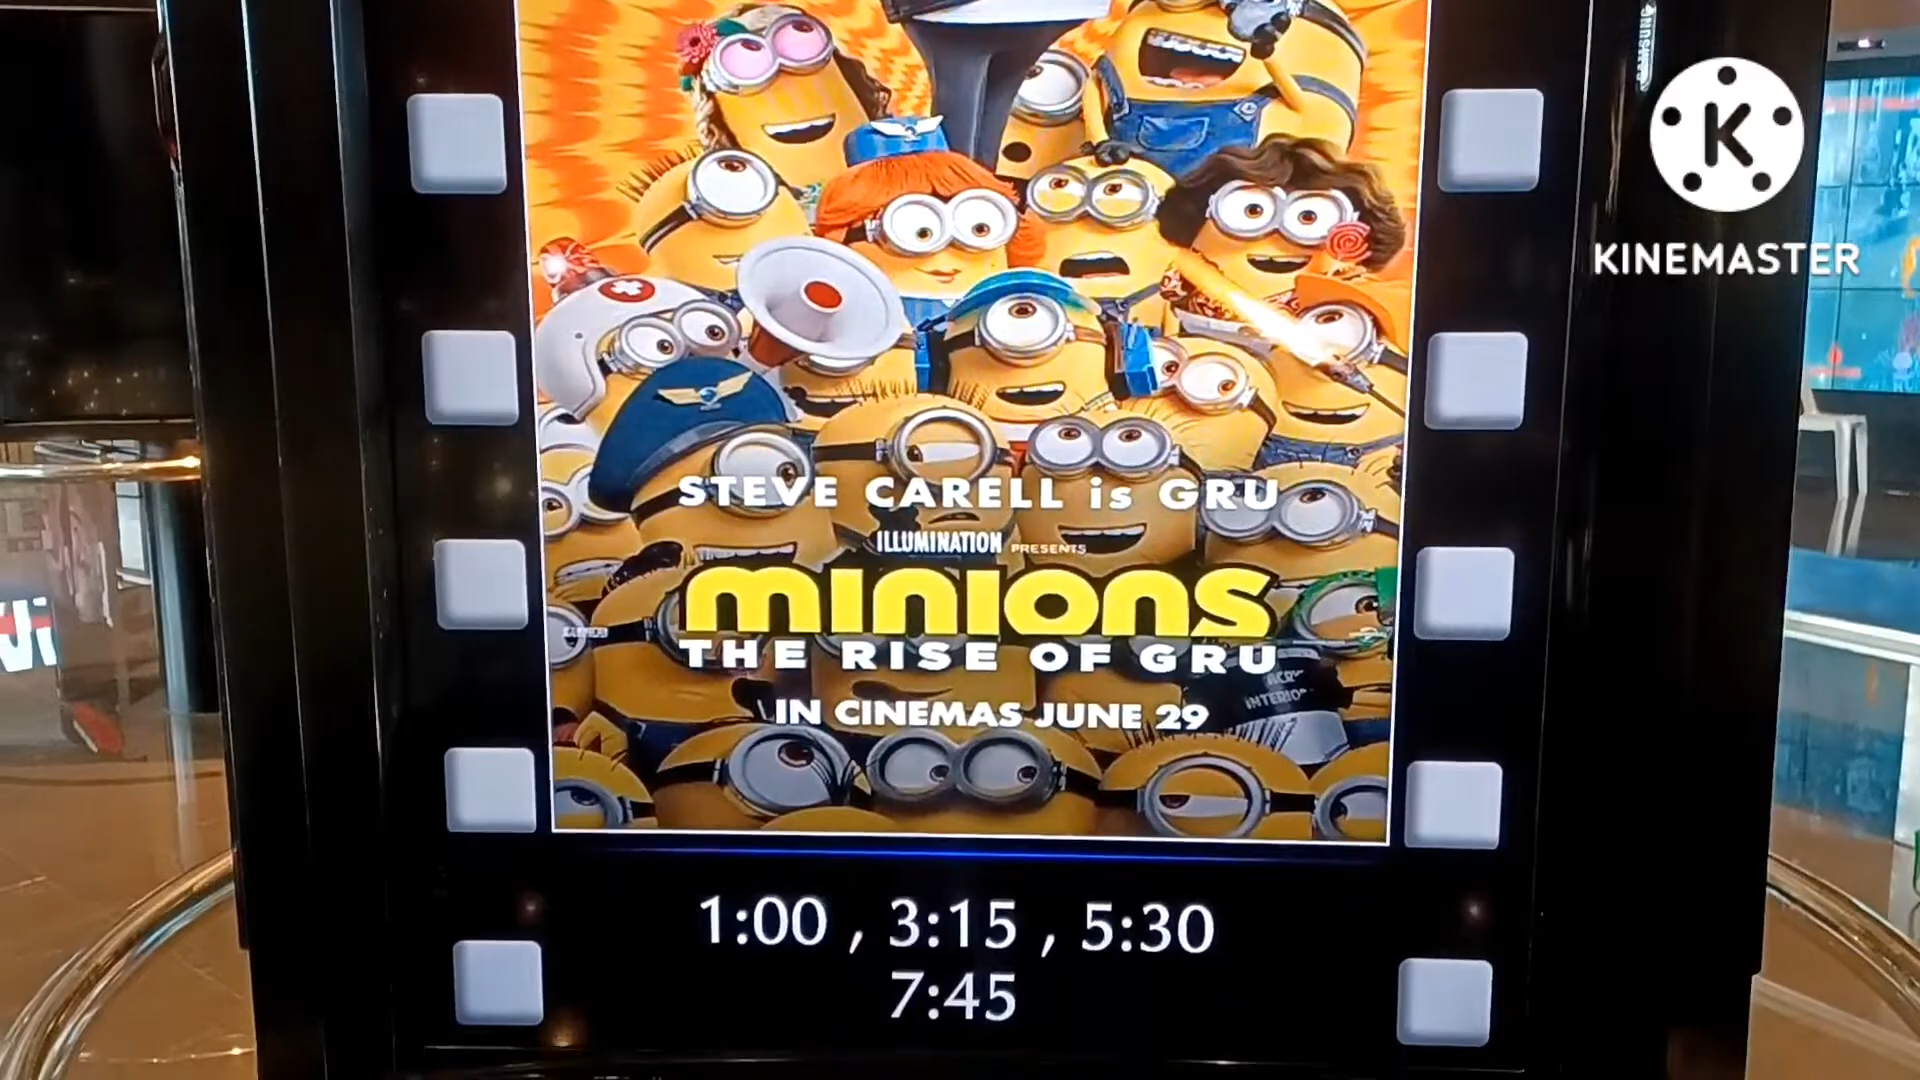 SAMSUNG
K
KINEMASTER
STEVE CARELL is GRU
ILLUMINATION PRESENTS
minions
THE RISE OF GRU
IN CINEMAS JUNE 29
1:00 , 3:15 , 5:30
7:45